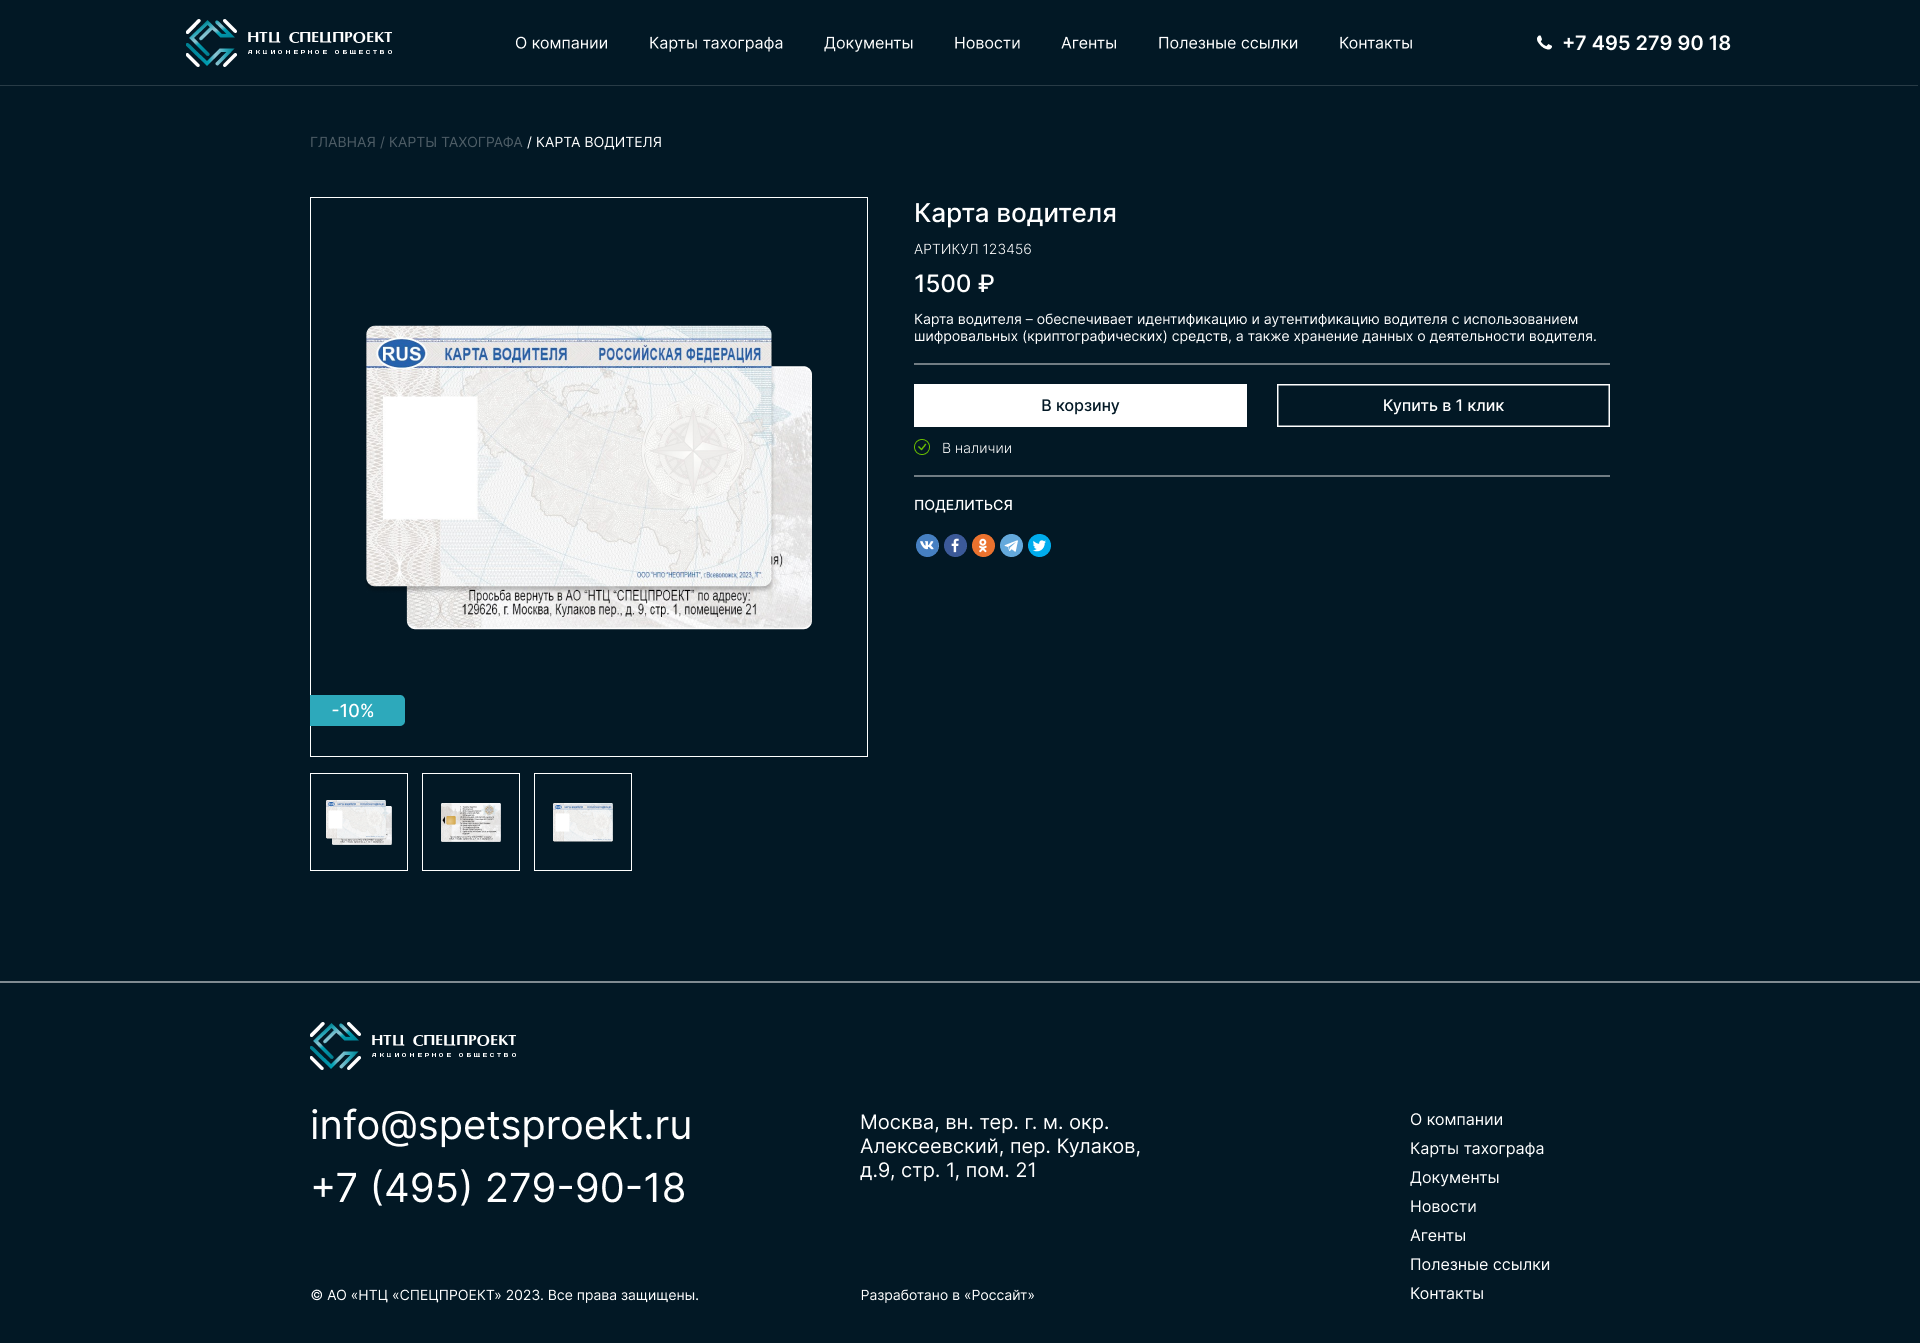 НТЦ СПЕЦПРОЕКТ
АКЦИОНЕРНОЕ ОБЩЕСТВО
О компании
Карты тахографа
Документы
Новости
Агенты
Полезные ссылки
Контакты
+7 495 279 90 18
ГЛАВНАЯ / КАРТЫ ТАХОГРАФА / КАРТА ВОДИТЕЛЯ
RUS КАРТА ВОДИТЕЛЯ РОССИЙСКАЯ ФЕДЕРАЦИЯ
ия)
ООО "НПО "НЕОПРИНТ", г.Всеволожск, 2023, "Г"
Просьба вернуть в АО "НТЦ "СПЕЦПРОЕКТ" по адресу:
129626, г. Москва, Кулаков пер., д. 9, стр. 1, помещение 21
-10%
Карта водителя
АРТИКУЛ 123456
1500 ₽
Карта водителя – обеспечивает идентификацию и аутентификацию водителя с использованием
шифровальных (криптографических) средств, а также хранение данных о деятельности водителя.
В корзину
Купить в 1 клик
В наличии
ПОДЕЛИТЬСЯ
НТЦ СПЕЦПРОЕКТ
АКЦИОНЕРНОЕ ОБЩЕСТВО
info@spetsproekt.ru
+7 (495) 279-90-18
Москва, вн. тер. г. м. окр.
Алексеевский, пер. Кулаков,
д.9, стр. 1, пом. 21
О компании
Карты тахографа
Документы
Новости
Агенты
Полезные ссылки
Контакты
© АО «НТЦ «СПЕЦПРОЕКТ» 2023. Все права защищены.
Разработано в «Россайт»